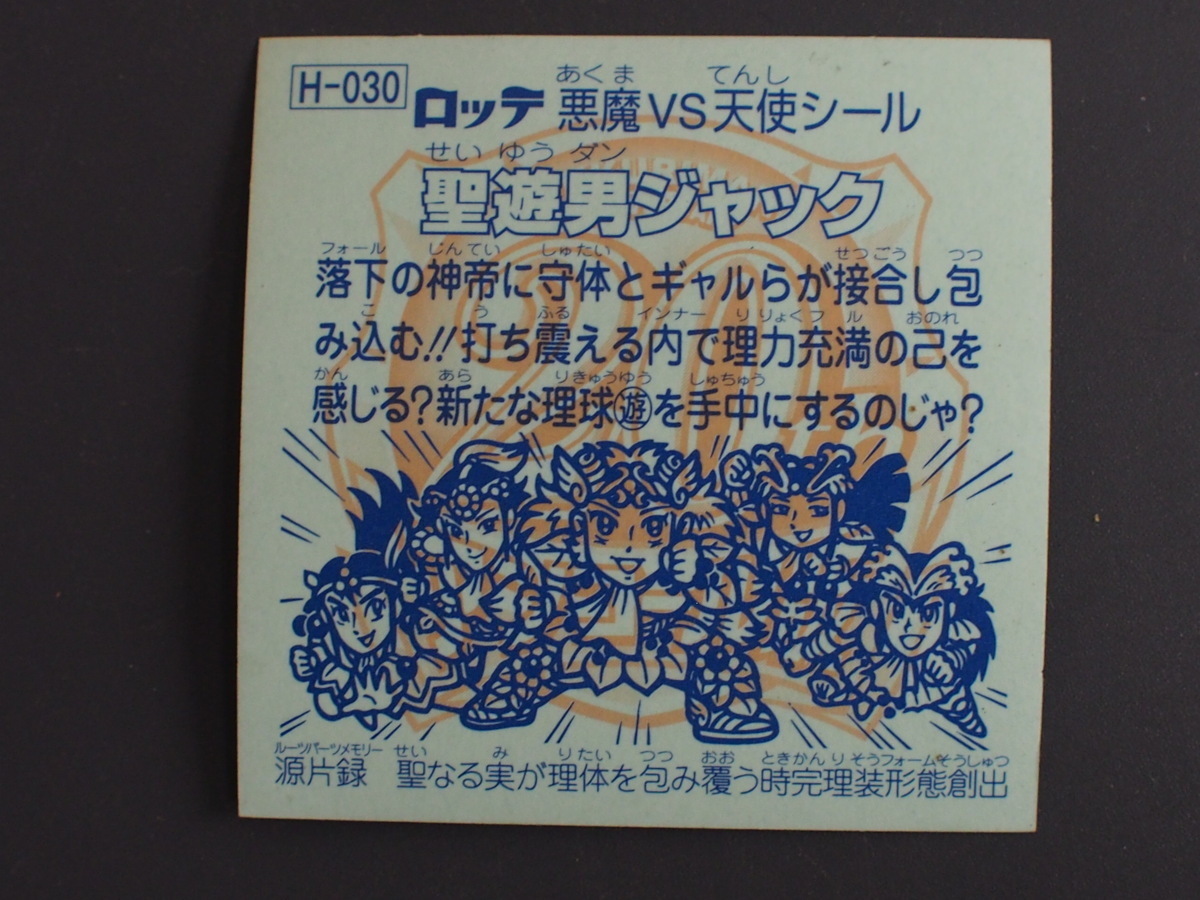 H-030
ロッテ 悪魔VS天使シール
あくま てんし
せい ゆう ダン
聖遊男ジャック
フォール じんてい しゅたい せつごう つつ
落下の神帝に守体とギャルらが接合し包
こ う ふる インナー りりょくフル おのれ
み込む!!打ち震える内で理力充満の己を
かん あら りきゅうゆう しゅちゅう
感じる?新たな理球遊を手中にするのじゃ?
ルーツパーツメモリー せい み りたい つつ おお ときかんりそうフォームそうしゅつ
源片録 聖なる実が理体を包み覆う時完理装形態創出